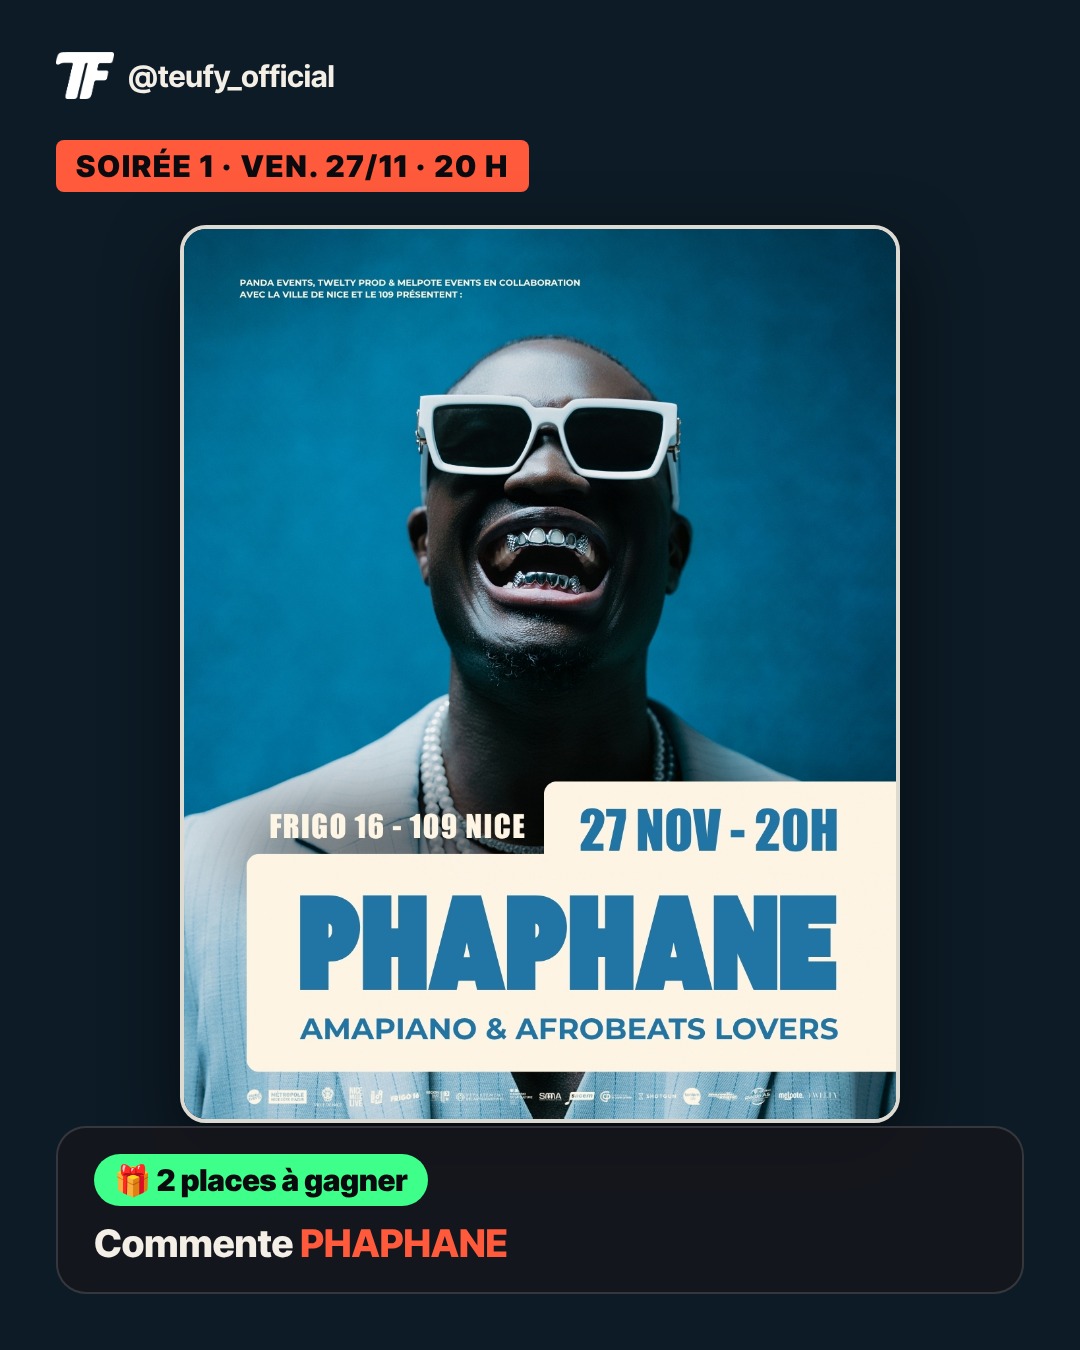 TF @teufy_official
SOIRÉE 1 · VEN. 27/11 · 20 H
PANDA EVENTS, TWELTY PROD & MELPOTE EVENTS EN COLLABORATION
AVEC LA VILLE DE NICE ET LE 109 PRÉSENTENT :
FRIGO 16 - 109 NICE
27 NOV - 20H
PHAPHANE
AMAPIANO & AFROBEATS LOVERS
🎁 2 places à gagner
Commente PHAPHANE